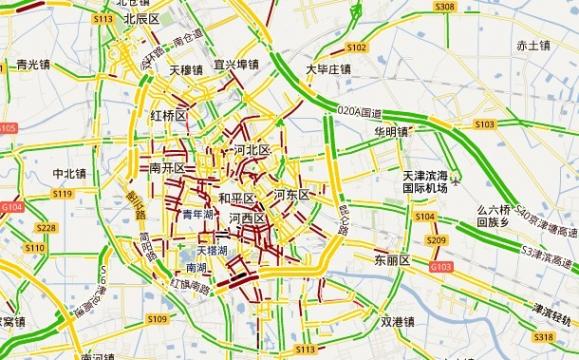 北仓镇
北辰区
S113
S308
南仓道
宜兴埠镇
S102
赤土镇
青光镇
天穆镇
大毕庄镇
020A国道
S103
红桥区
华明镇
河北区
南开区
中北镇
天津滨海
国际机场
S119
和平区
河东区
G104
青年湖
河西区
S104
么六桥
回族乡
S40京津塘高速
S228
简阳路
天塔湖
S209
S110
南湖
东丽区
G103
S3津滨高速
红旗南路
津滨轻轨
S109
双港镇
S318
S113
南河镇